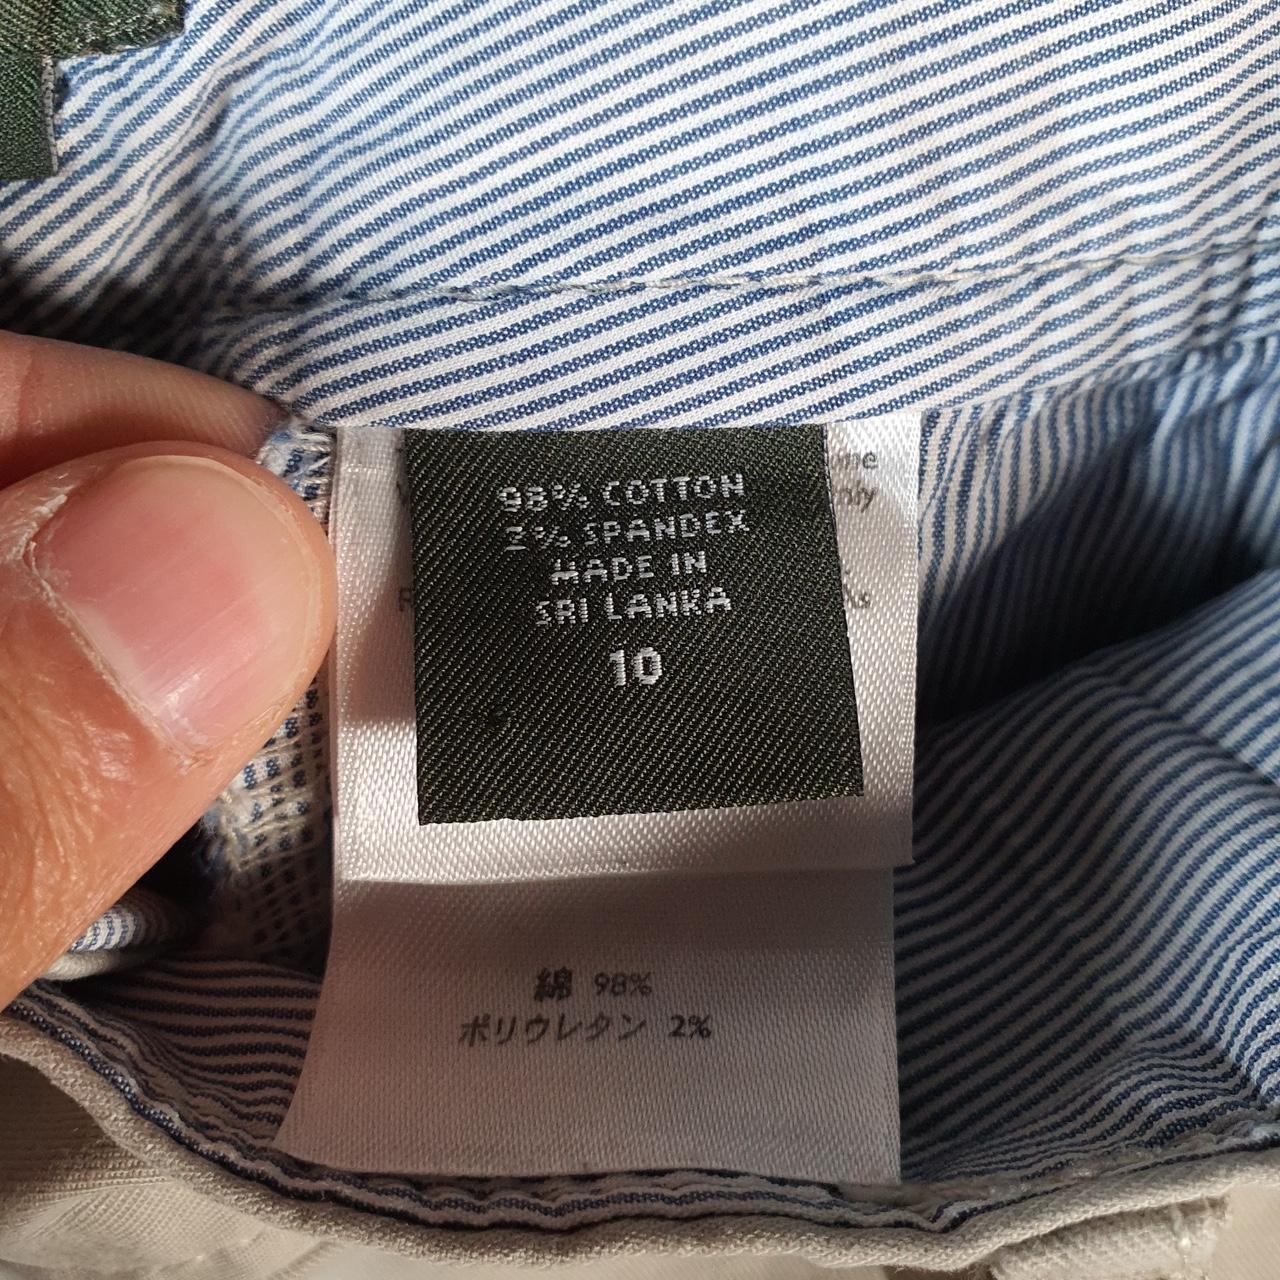 98% COTTON
2% SPANDEX
MADE IN
SRI LANKA
10
綿 98%
ポリウレタン 2%